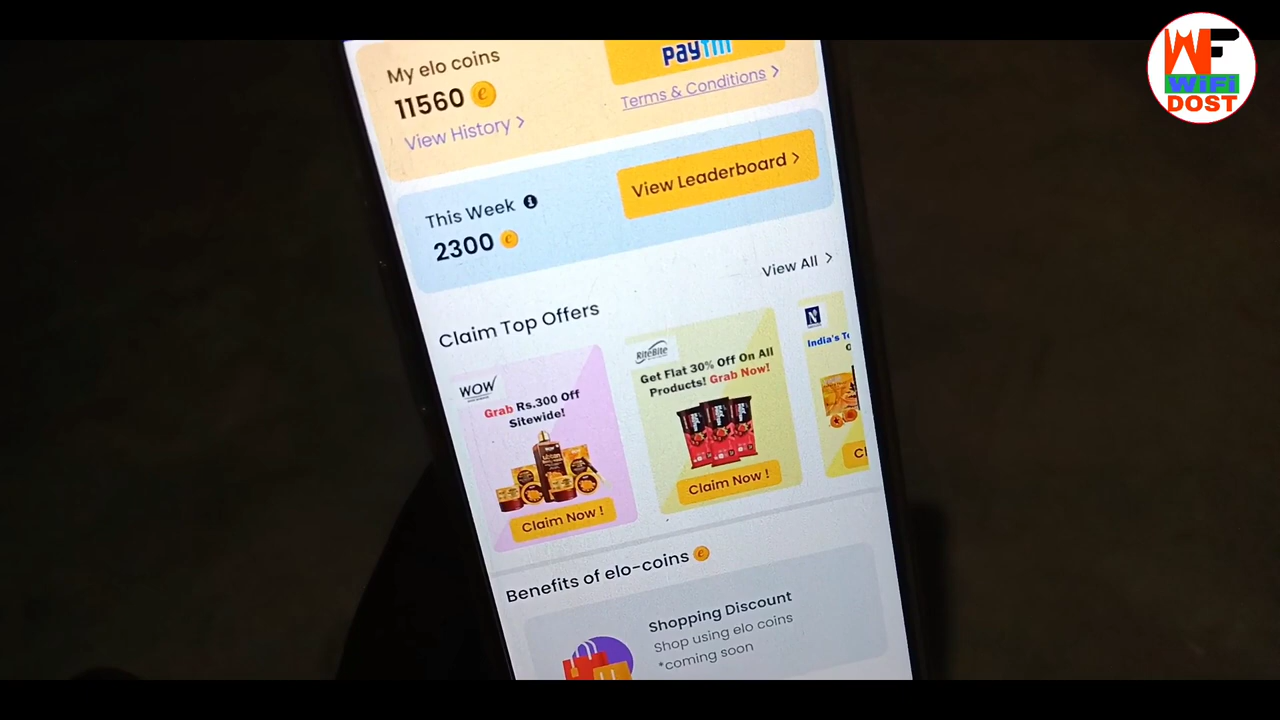 WF
WiFi
DOST
My elo coins
11560
View History >
paytm
Terms & Conditions >
This Week
2300
View Leaderboard >
View All >
Claim Top Offers
WOW
Grab Rs.300 Off
Sitewide!
Claim Now !
RiteBite
Get Flat 30% Off On All
Products! Grab Now!
Claim Now !
N
India's
Cl
Benefits of elo-coins
Shopping Discount
Shop using elo coins
*coming soon